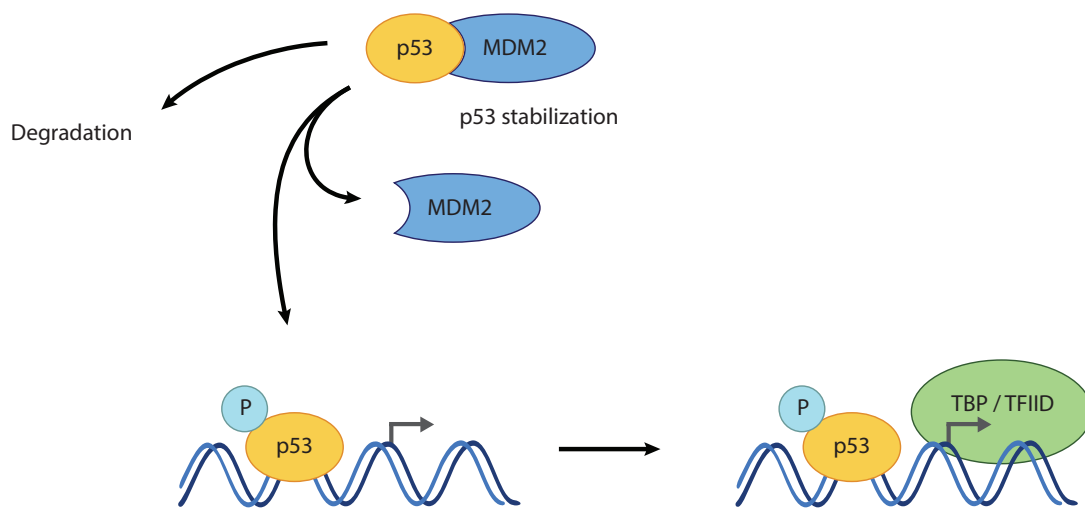 p53 MDM2
p53 stabilization
Degradation
MDM2
P
p53
P
p53
TBP / TFIID